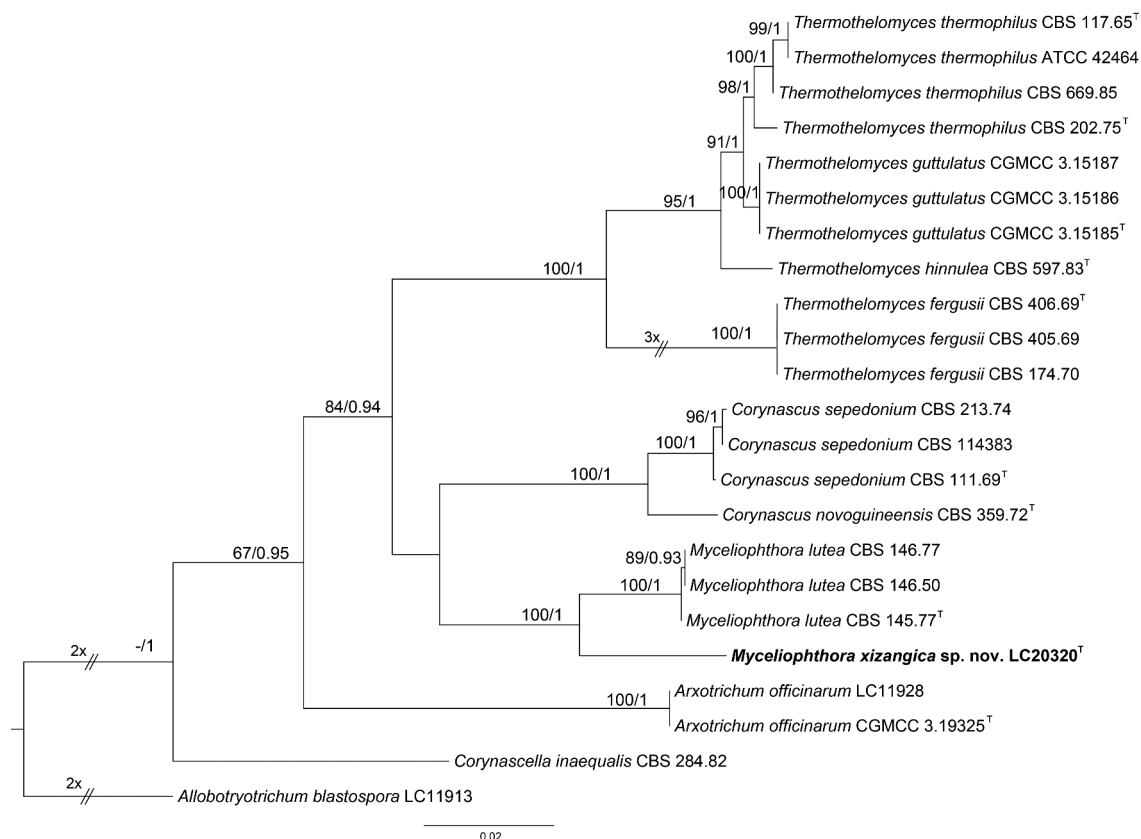 Thermothelomyces thermophilus CBS 117.65T
99/1
Thermothelomyces thermophilus ATCC 42464
100/1
Thermothelomyces thermophilus CBS 669.85
98/1
Thermothelomyces thermophilus CBS 202.75T
91/1
Thermothelomyces guttulatus CGMCC 3.15187
100/1
Thermothelomyces guttulatus CGMCC 3.15186
95/1
Thermothelomyces guttulatus CGMCC 3.15185T
Thermothelomyces hinnulea CBS 597.83T
100/1
Thermothelomyces fergusii CBS 406.69T
3x
100/1
Thermothelomyces fergusii CBS 405.69
Thermothelomyces fergusii CBS 174.70
84/0.94
Corynascus sepedonium CBS 213.74
96/1
Corynascus sepedonium CBS 114383
100/1
Corynascus sepedonium CBS 111.69T
100/1
Corynascus novoguineensis CBS 359.72T
67/0.95
Myceliophthora lutea CBS 146.77
89/0.93
Myceliophthora lutea CBS 146.50
100/1
Myceliophthora lutea CBS 145.77T
100/1
Myceliophthora xizangica sp. nov. LC20320T
2x
-/1
Arxotrichum officinarum LC11928
100/1
Arxotrichum officinarum CGMCC 3.19325T
Corynascella inaequalis CBS 284.82
2x
Allobotryotrichum blastospora LC11913
0.02